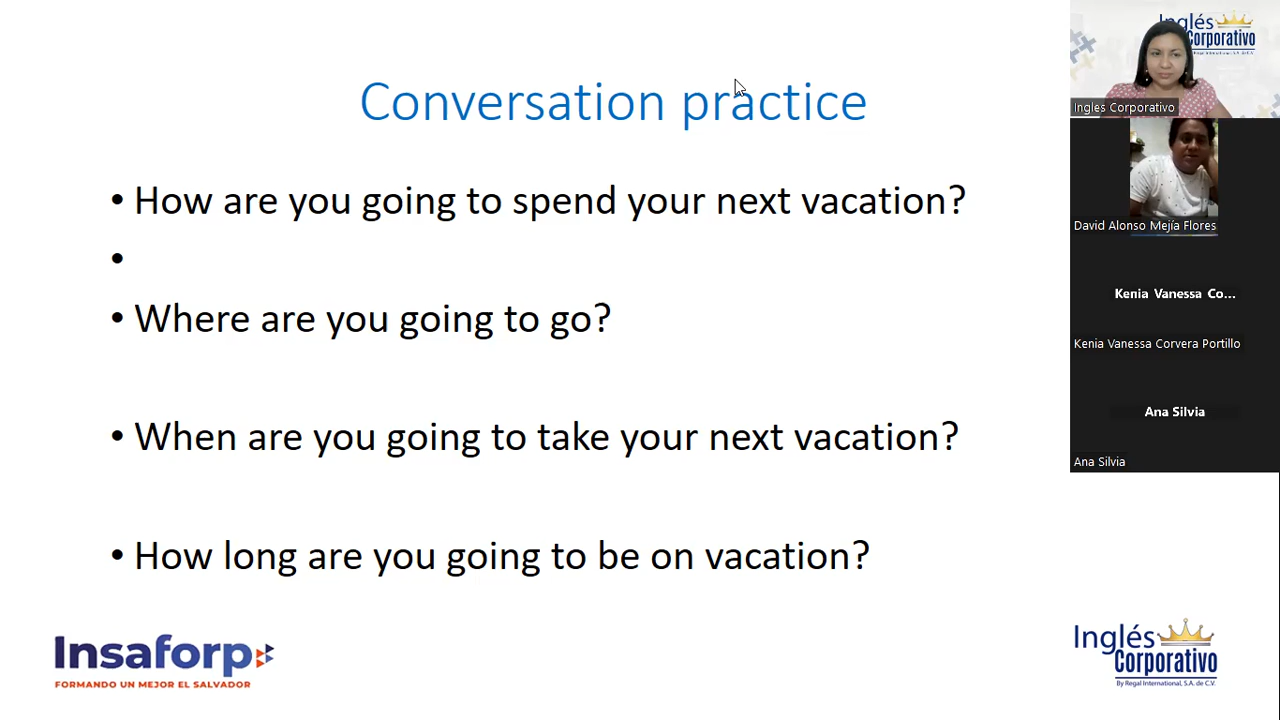 Conversation practice
• How are you going to spend your next vacation?
•
• Where are you going to go?
• When are you going to take your next vacation?
• How long are you going to be on vacation?
Insaforp
FORMANDO UN MEJOR EL SALVADOR
Inglés
Corporativo
By Regal International, S.A. de C.V.
Inglés
Corporativo
Ingles Corporativo
David Alonso Mejía Flores
Kenia Vanessa Co...
Kenia Vanessa Corvera Portillo
Ana Silvia
Ana Silvia